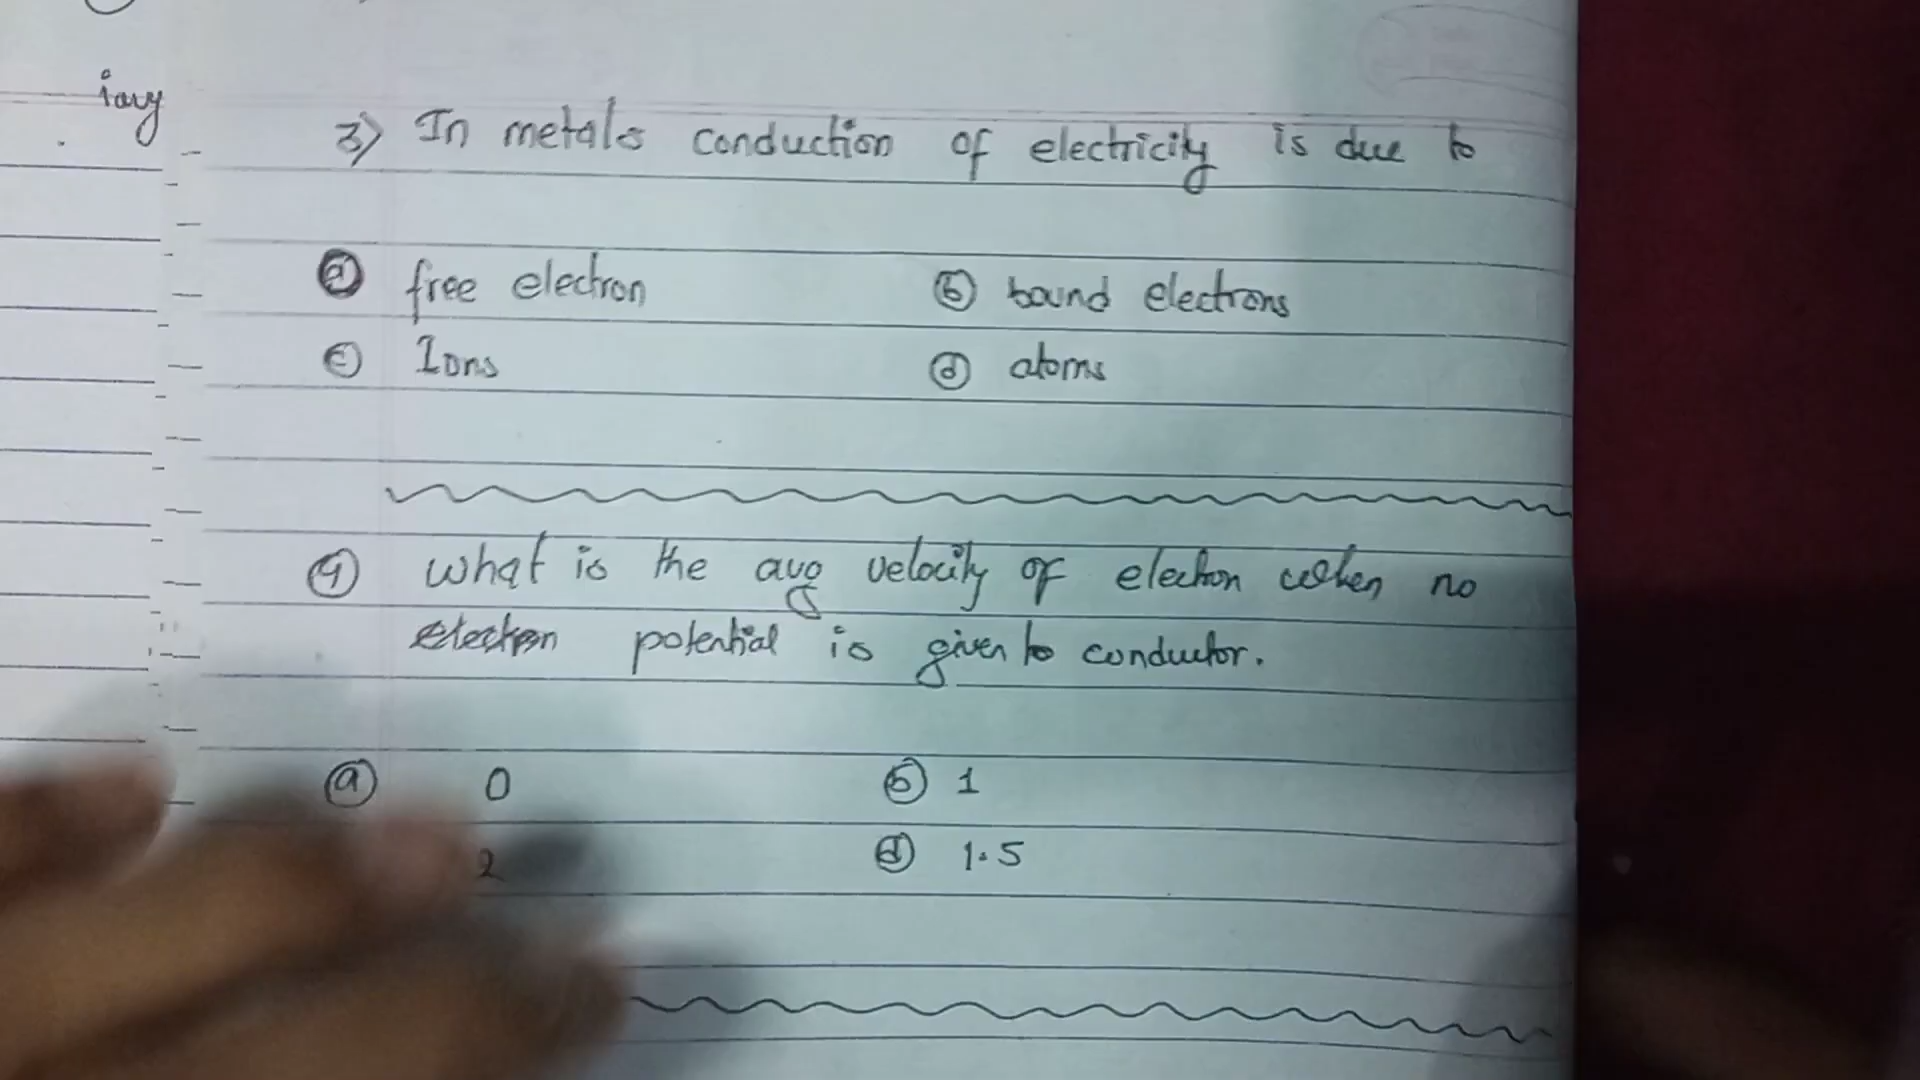 iary
3) In metals conduction of electricity is due to
ⓐ free electron ⓑ bound electrons
ⓒ Ions ⓓ atoms
④ What is the avg velocity of electron when no
potential is given to conductor.
ⓐ 0 ⓑ 1
2 ⓓ 1.5